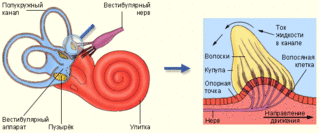 Полукружный
канал
Вестибулярный
нерв
Вестибулярный
аппарат
Пузырёк
Улитка
Ток
жидкости
в канале
Волоски
Купула
Опорная
точка
Волосяная
клетка
Нерв
Направление
движения